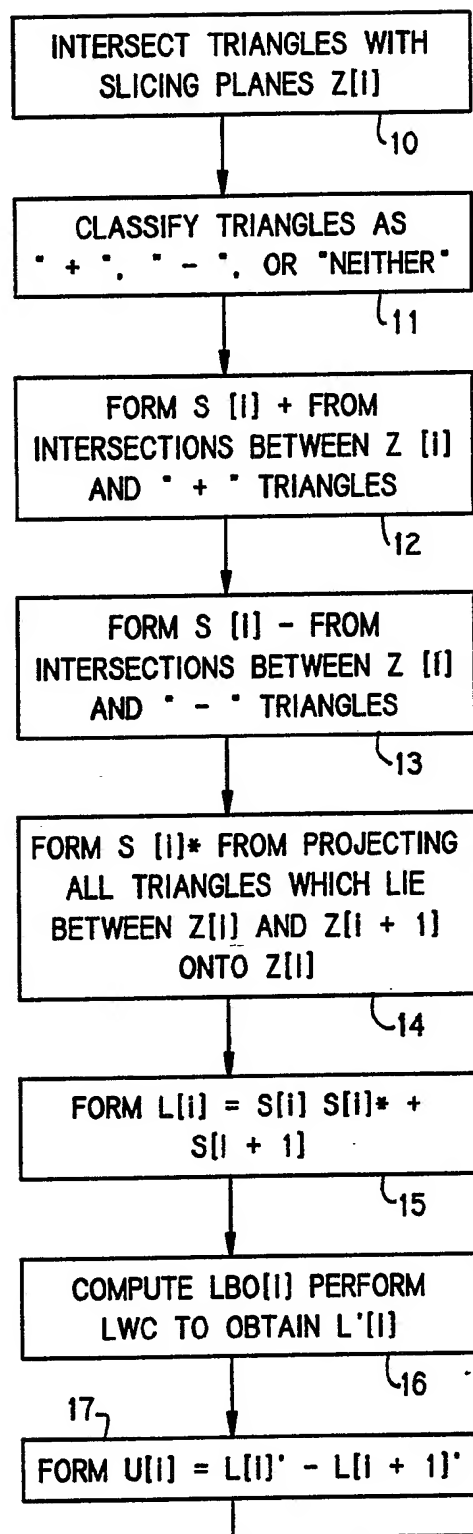 INTERSECT TRIANGLES WITH
SLICING PLANES Z[i]
10
CLASSIFY TRIANGLES AS
" + ", " - ", OR "NEITHER"
11
FORM S [i] + FROM
INTERSECTIONS BETWEEN Z [i]
AND " + " TRIANGLES
12
FORM S [i] - FROM
INTERSECTIONS BETWEEN Z [i]
AND " - " TRIANGLES
13
FORM S [i]* FROM PROJECTING
ALL TRIANGLES WHICH LIE
BETWEEN Z[i] AND Z[i + 1]
ONTO Z[i]
14
FORM L[i] = S[i] S[i]* +
S[i + 1]
15
COMPUTE LBO[i] PERFORM
LWC TO OBTAIN L'[i]
16
17
FORM U[i] = L[i]' - L[i + 1]'